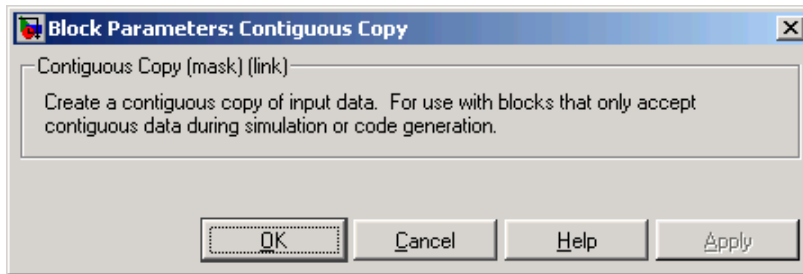 Block Parameters: Contiguous Copy
Contiguous Copy (mask) (link)
Create a contiguous copy of input data.  For use with blocks that only accept
contiguous data during simulation or code generation.
OK Cancel Help Apply